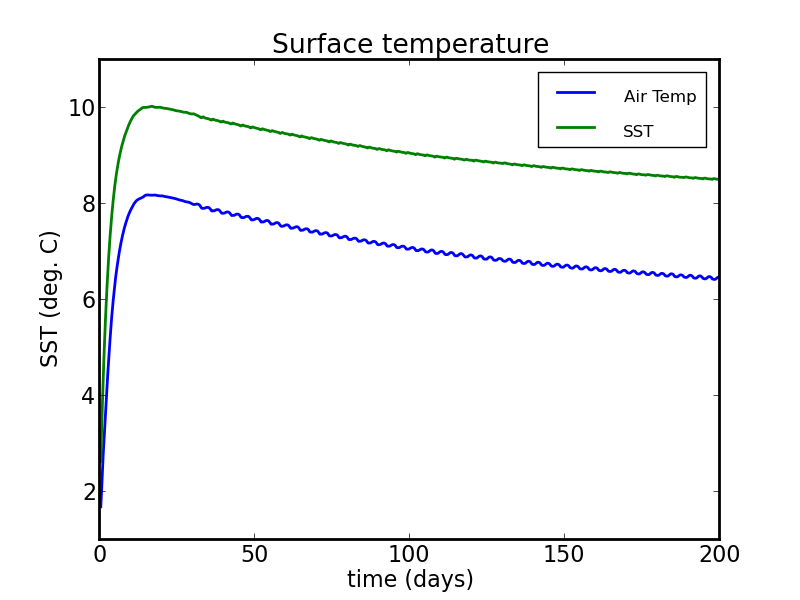 Surface temperature
Air Temp
SST
SST (deg. C)
10
8
6
4
2
0 50 100 150 200
time (days)